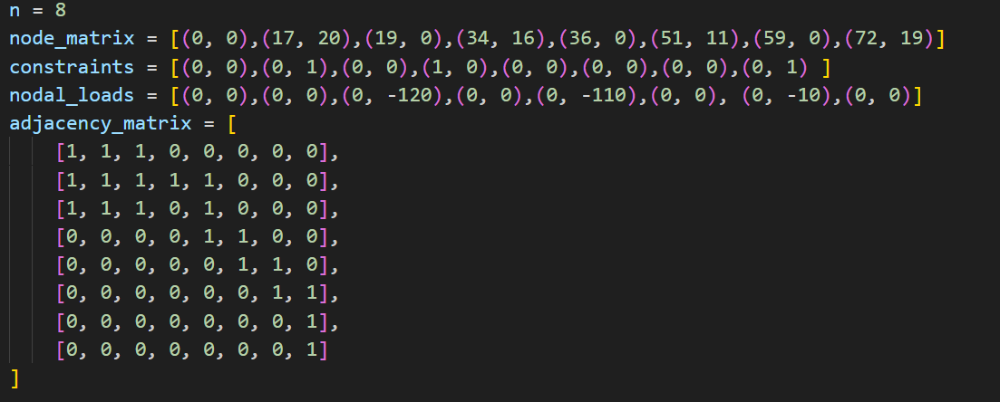 n = 8
node_matrix = [(0, 0),(17, 20),(19, 0),(34, 16),(36, 0),(51, 11),(59, 0),(72, 19)]
constraints = [(0, 0),(0, 1),(0, 0),(1, 0),(0, 0),(0, 0),(0, 0),(0, 1) ]
nodal_loads = [(0, 0),(0, 0),(0, -120),(0, 0),(0, -110),(0, 0), (0, -10),(0, 0)]
adjacency_matrix = [
    [1, 1, 1, 0, 0, 0, 0, 0],
    [1, 1, 1, 1, 1, 0, 0, 0],
    [1, 1, 1, 0, 1, 0, 0, 0],
    [0, 0, 0, 0, 1, 1, 0, 0],
    [0, 0, 0, 0, 0, 1, 1, 0],
    [0, 0, 0, 0, 0, 0, 1, 1],
    [0, 0, 0, 0, 0, 0, 0, 1],
    [0, 0, 0, 0, 0, 0, 0, 1]
]